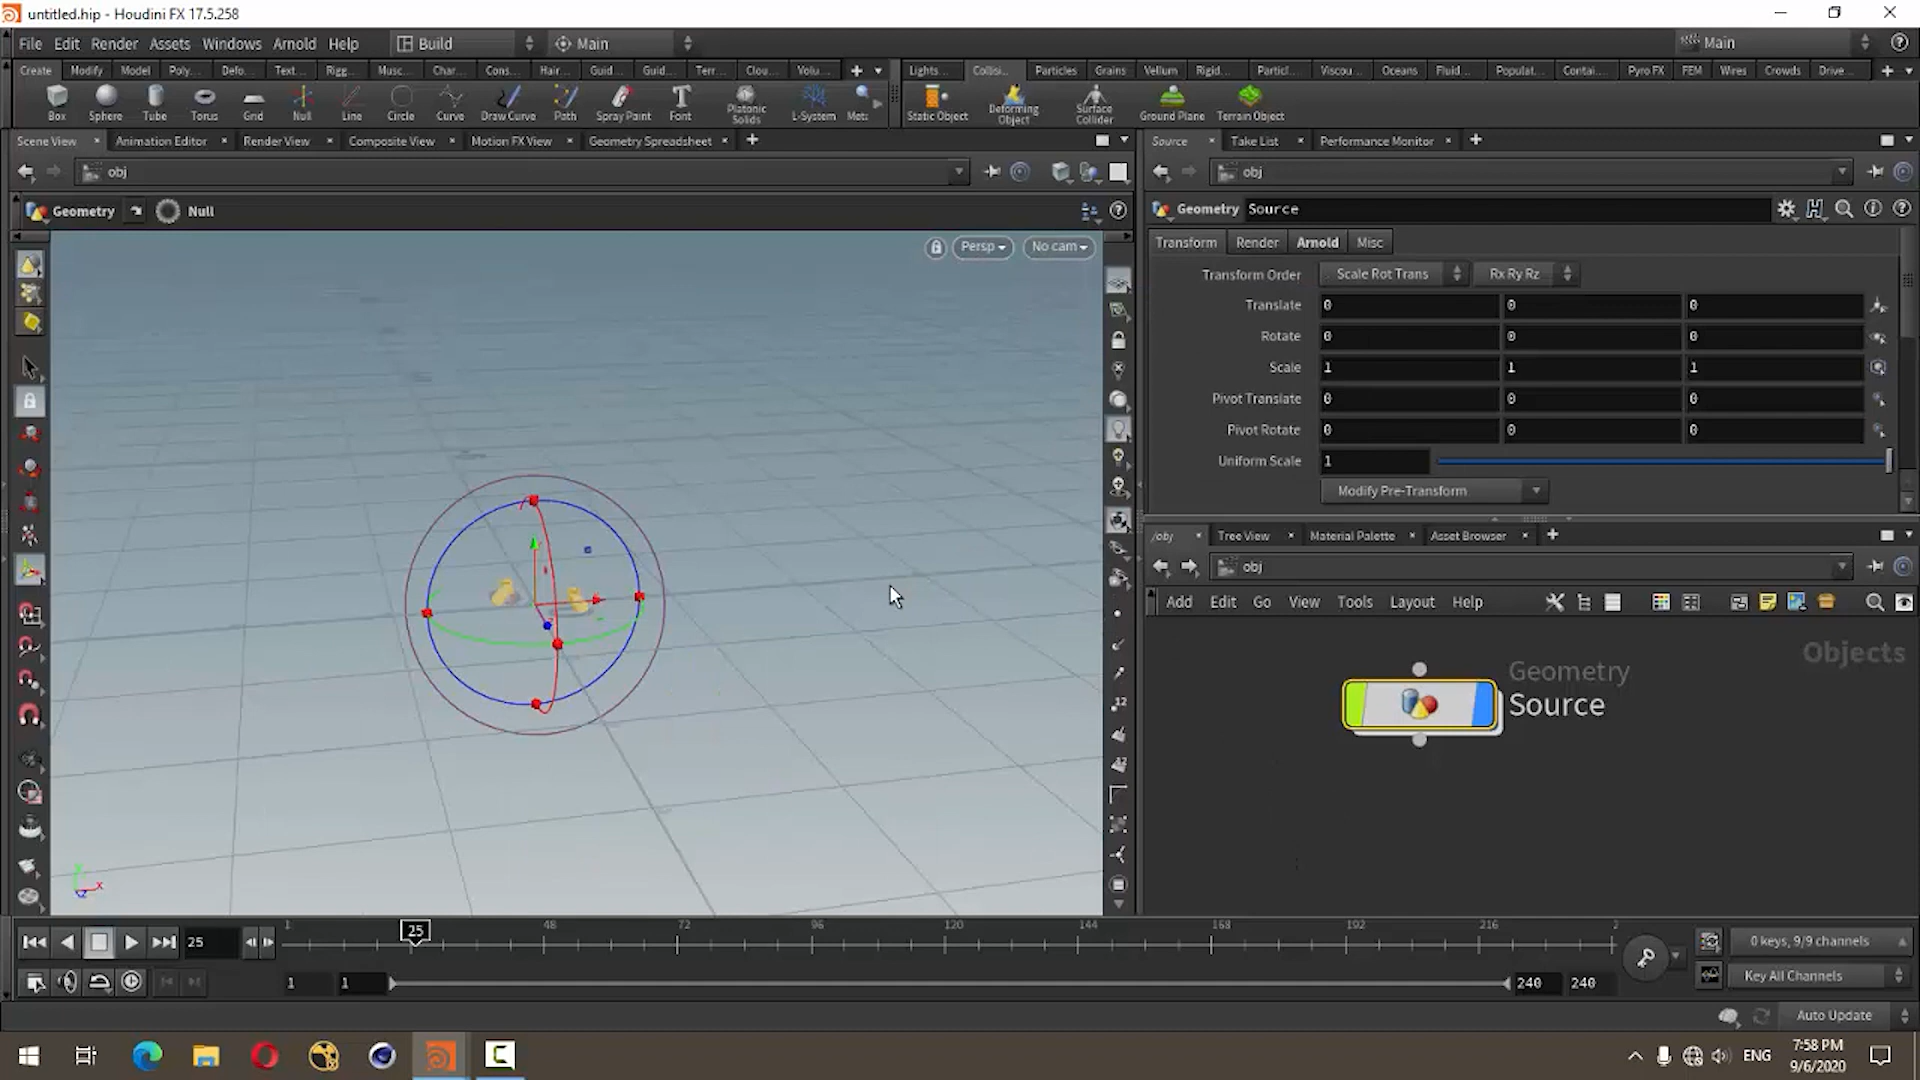 untitled.hip - Houdini FX 17.5.258
File Edit Render Assets Windows Arnold Help Build Main Main
Create Modify Model Poly... Defo... Text... Rigg... Musc... Char... Cons... Hair... Guid... Guid... Terr... Clou... Volu...
Lights... Collisi... Particles Grains Vellum Rigid... Particl... Viscou... Oceans Fluid... Populat... Contai... Pyro FX FEM Wires Crowds Drive...
Box Sphere Tube Torus Grid Null Line Circle Curve Draw Curve Path Spray Paint Font Platonic Solids L-System Meta
Static Object Deforming Object Surface Collider Ground Plane Terrain Object
Scene View Animation Editor Render View Composite View Motion FX View Geometry Spreadsheet
Source Take List Performance Monitor
obj
obj
Geometry Null
Geometry Source
Persp No cam
Transform Render Arnold Misc
Transform Order Scale Rot Trans Rx Ry Rz
Translate 0 0 0
Rotate 0 0 0
Scale 1 1 1
Pivot Translate 0 0 0
Pivot Rotate 0 0 0
Uniform Scale 1
Modify Pre-Transform
/obj Tree View Material Palette Asset Browser
obj
Add Edit Go View Tools Layout Help
Objects
Geometry
Source
x
25 1 25 48 72 96 120 144 168 192 216 2
0 keys, 9/9 channels
1 1 240 240
Key All Channels
Auto Update
ENG
7:58 PM
9/6/2020